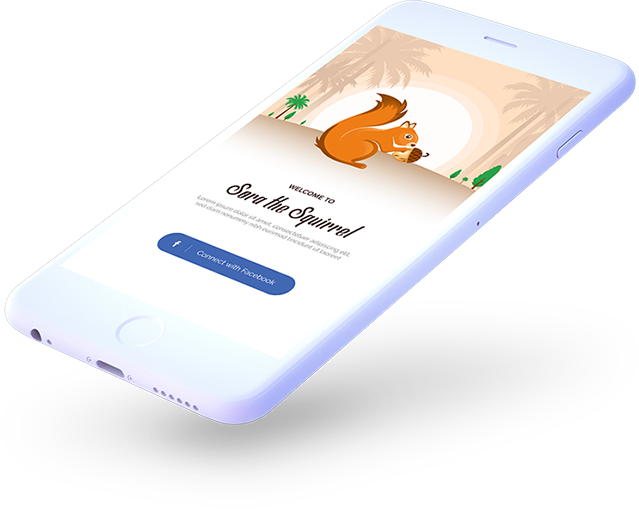 WELCOME TO
Sara the Squirrel
Lorem ipsum dolor sit amet, consectetuer adipiscing elit,
sed diam nonummy nibh euismod tincidunt ut laoreet
f | Connect with Facebook